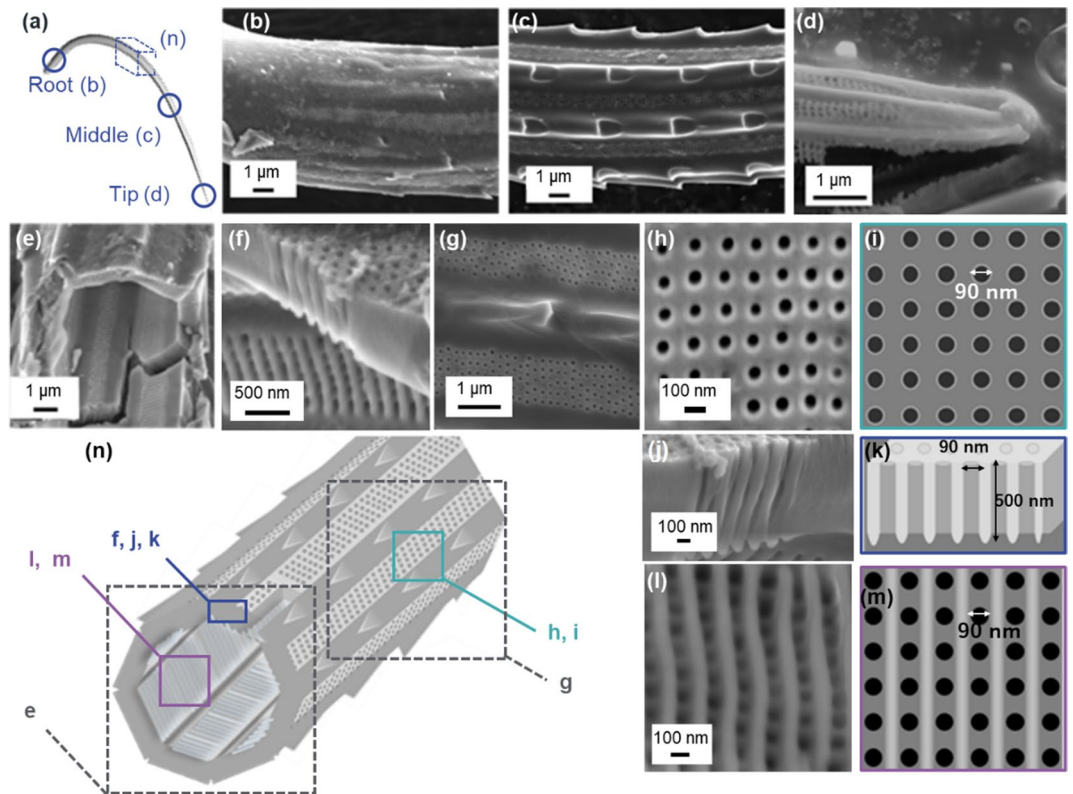 (a)
(n)
Root (b)
Middle (c)
Tip (d)
(b)
1 μm
(c)
1 μm
(d)
1 μm
(e)
1 μm
(f)
500 nm
(g)
1 μm
(h)
100 nm
(i)
90 nm
(n)
l, m
f, j, k
h, i
g
e
(j)
100 nm
(k)
90 nm
500 nm
(l)
100 nm
(m)
90 nm